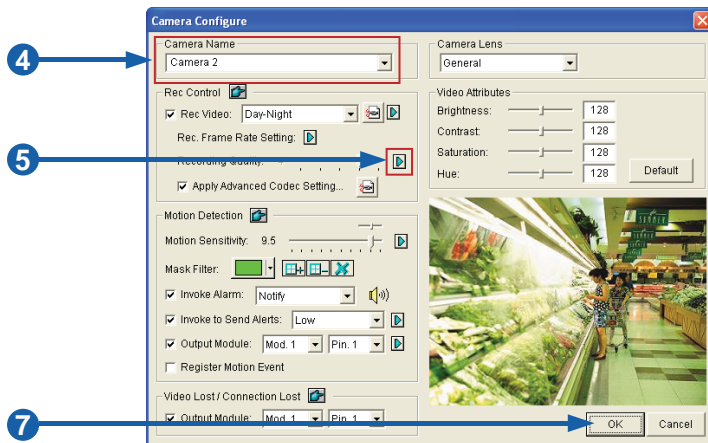 Camera Configure
4
Camera Name
Camera 2
Camera Lens
General
Rec Control
Rec Video: Day-Night
Rec. Frame Rate Setting:
5
Recording Quality:
Apply Advanced Codec Setting...
Video Attributes
Brightness: 128
Contrast: 128
Saturation: 128
Hue: 128
Default
Motion Detection
Motion Sensitivity: 9.5
Mask Filter:
Invoke Alarm: Notify
Invoke to Send Alerts: Low
Output Module: Mod. 1 Pin. 1
Register Motion Event
Video Lost / Connection Lost
7
Output Module: Mod. 1 Pin. 1
OK
Cancel